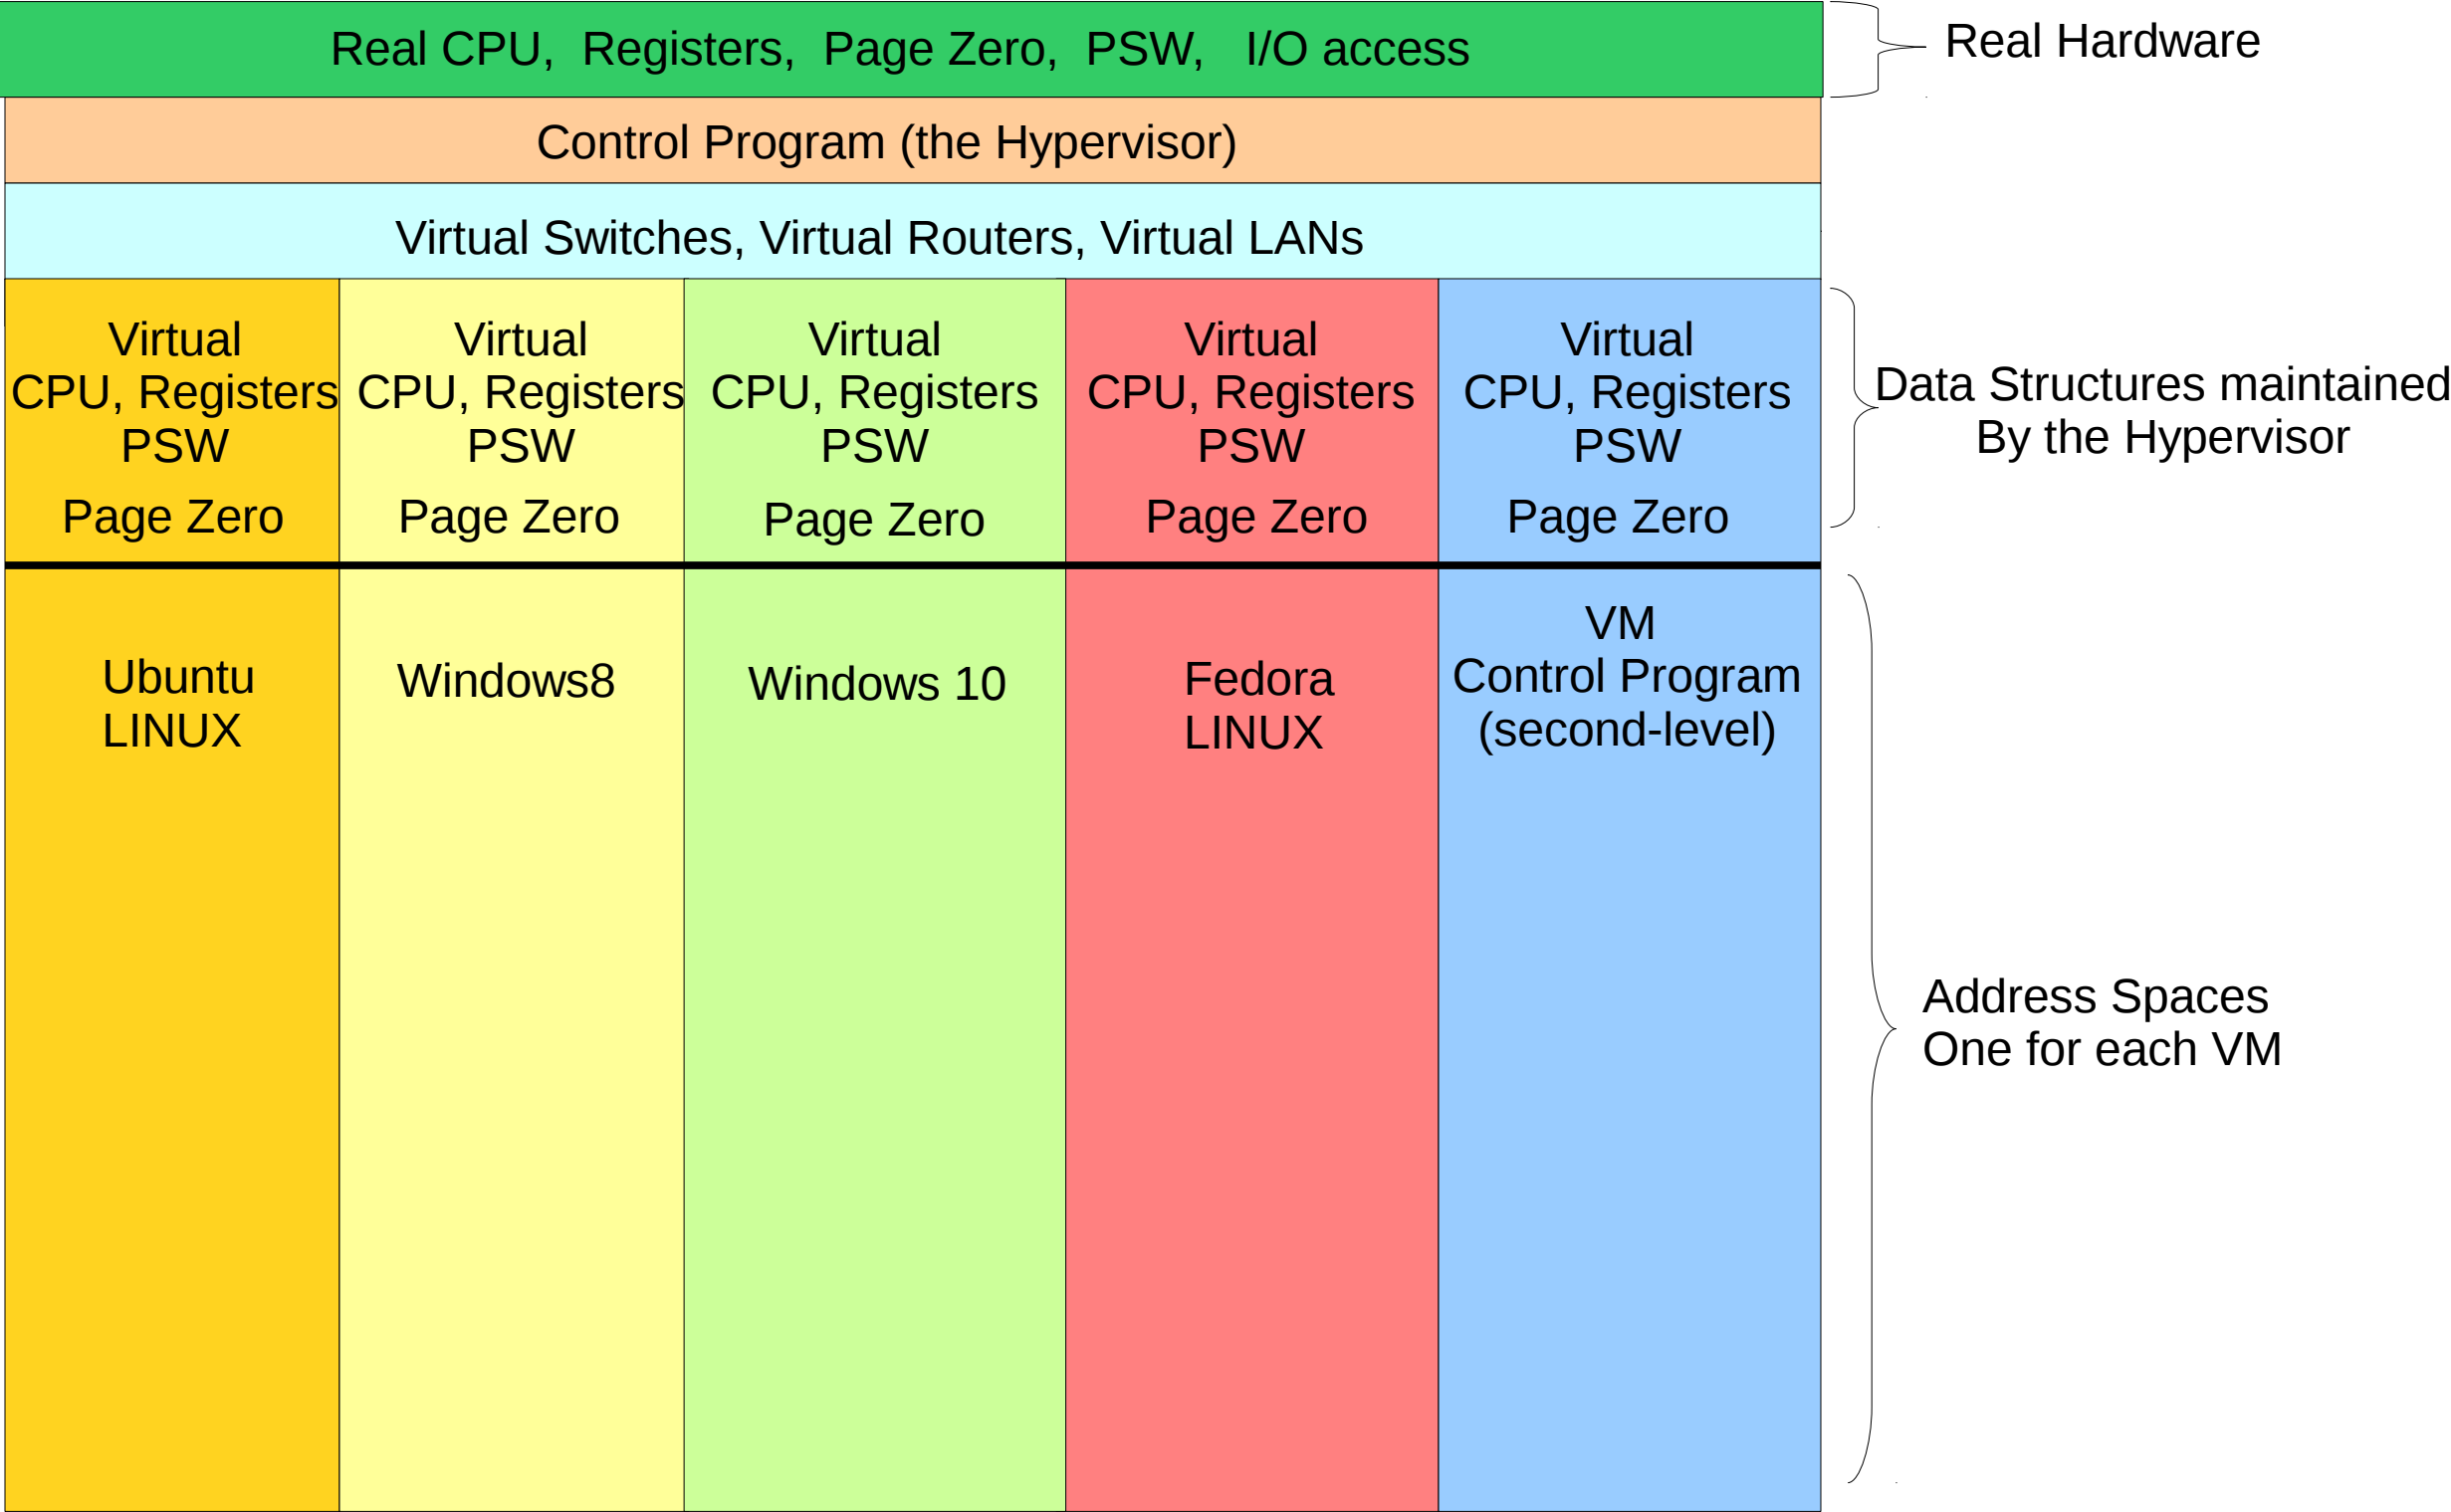 Real CPU, Registers, Page Zero, PSW, I/O access
Real Hardware
Control Program (the Hypervisor)
Virtual Switches, Virtual Routers, Virtual LANs
Virtual
CPU, Registers
PSW
Page Zero
Virtual
CPU, Registers
PSW
Page Zero
Virtual
CPU, Registers
PSW
Page Zero
Virtual
CPU, Registers
PSW
Page Zero
Virtual
CPU, Registers
PSW
Page Zero
Data Structures maintained
By the Hypervisor
Ubuntu
LINUX
Windows8
Windows 10
Fedora
LINUX
VM
Control Program
(second-level)
Address Spaces
One for each VM